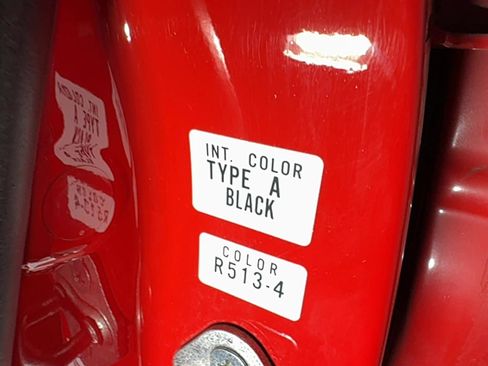 INT. COLOR
TYPE A
BLACK
COLOR
R513-4